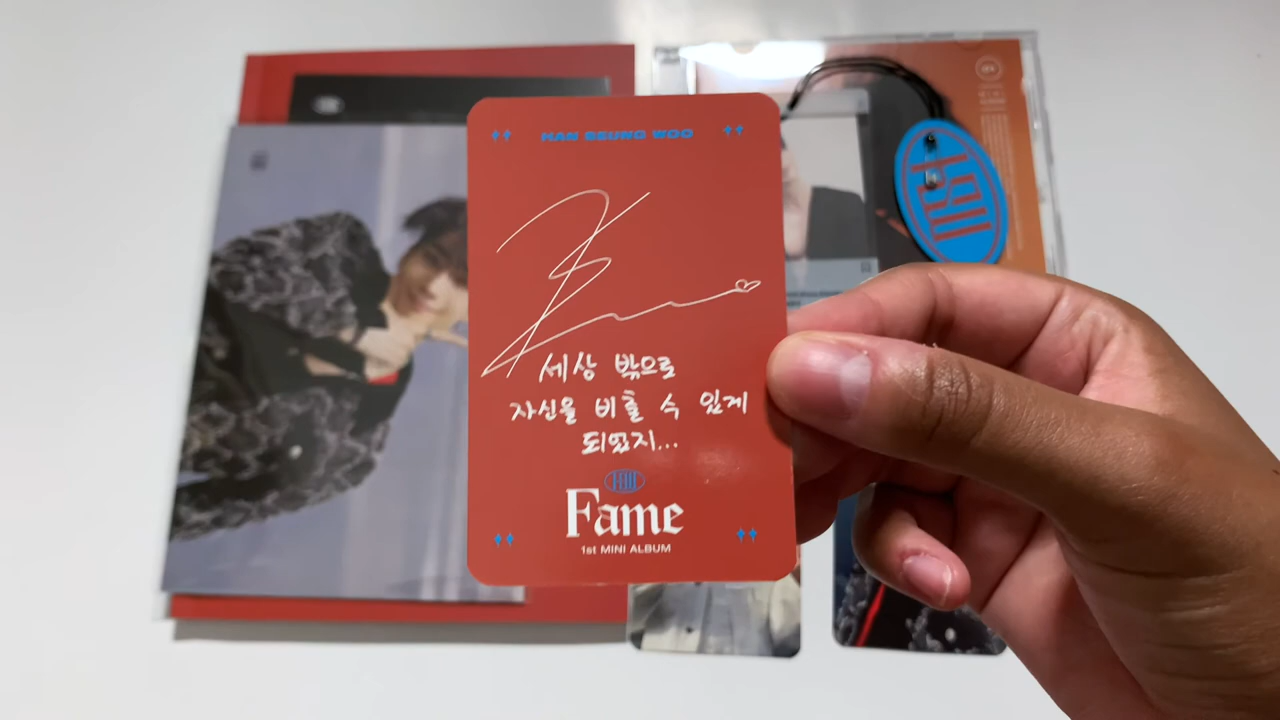 HAN SEUNG WOO
세상 밖으로
자신을 비출 수 있게
되었지...
Fame
1st MINI ALBUM